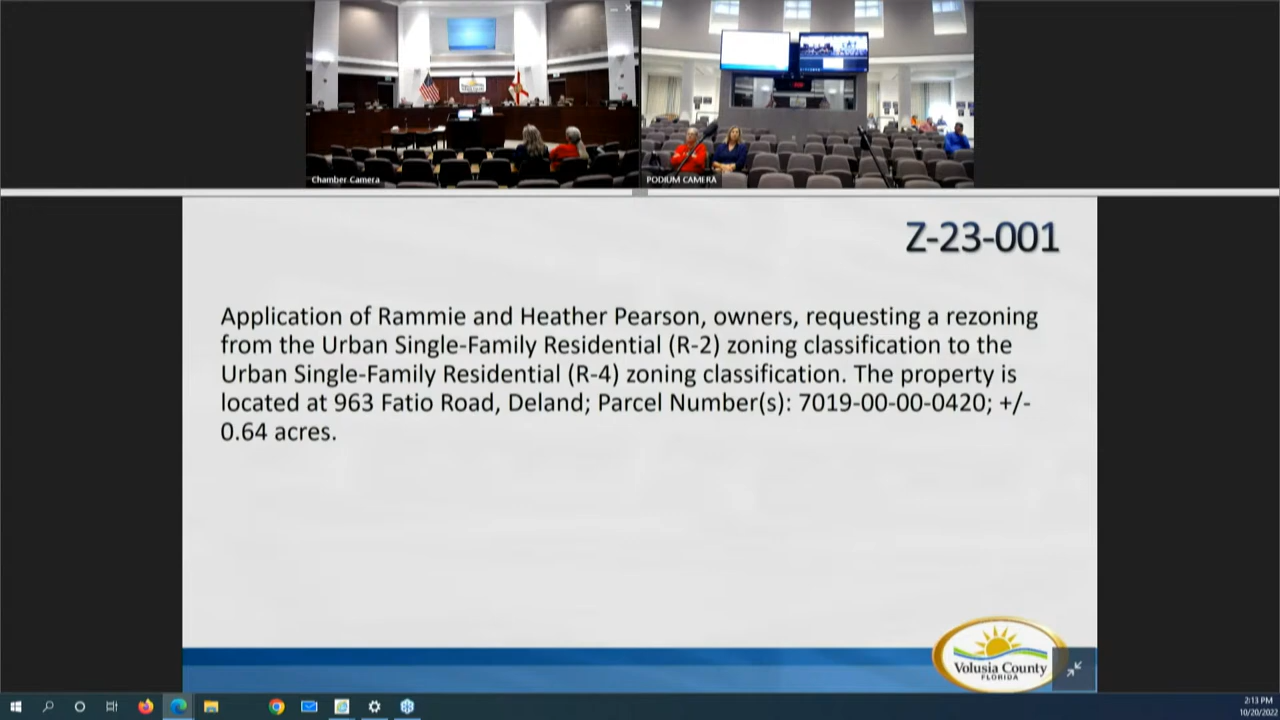 Chamber Camera
PODIUM CAMERA
Z-23-001
Application of Rammie and Heather Pearson, owners, requesting a rezoning
from the Urban Single-Family Residential (R-2) zoning classification to the
Urban Single-Family Residential (R-4) zoning classification. The property is
located at 963 Fatio Road, Deland; Parcel Number(s): 7019-00-00-0420; +/-
0.64 acres.
Volusia County
FLORIDA
2:13 PM
10/20/2022